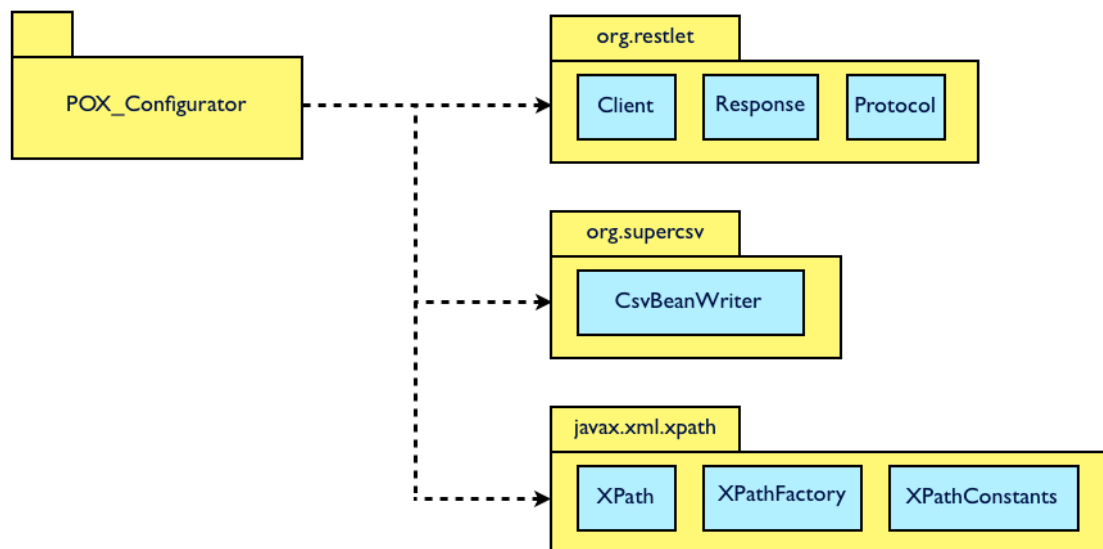 org.restlet
POX_Configurator
Client Response Protocol
org.supercsv
CsvBeanWriter
javax.xml.xpath
XPath XPathFactory XPathConstants